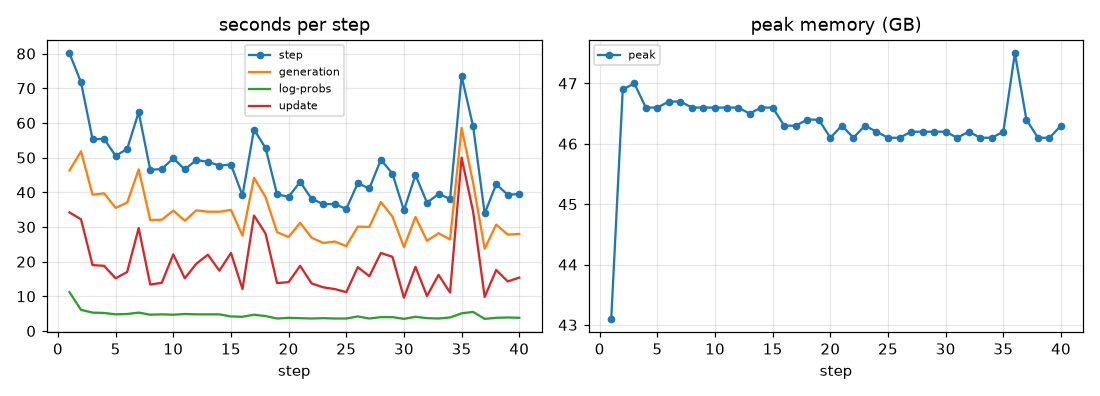 seconds per step
80
70
60
50
40
30
20
10
0
step
generation
log-probs
update
0 5 10 15 20 25 30 35 40
step
peak memory (GB)
peak
47
46
45
44
43
0 5 10 15 20 25 30 35 40
step